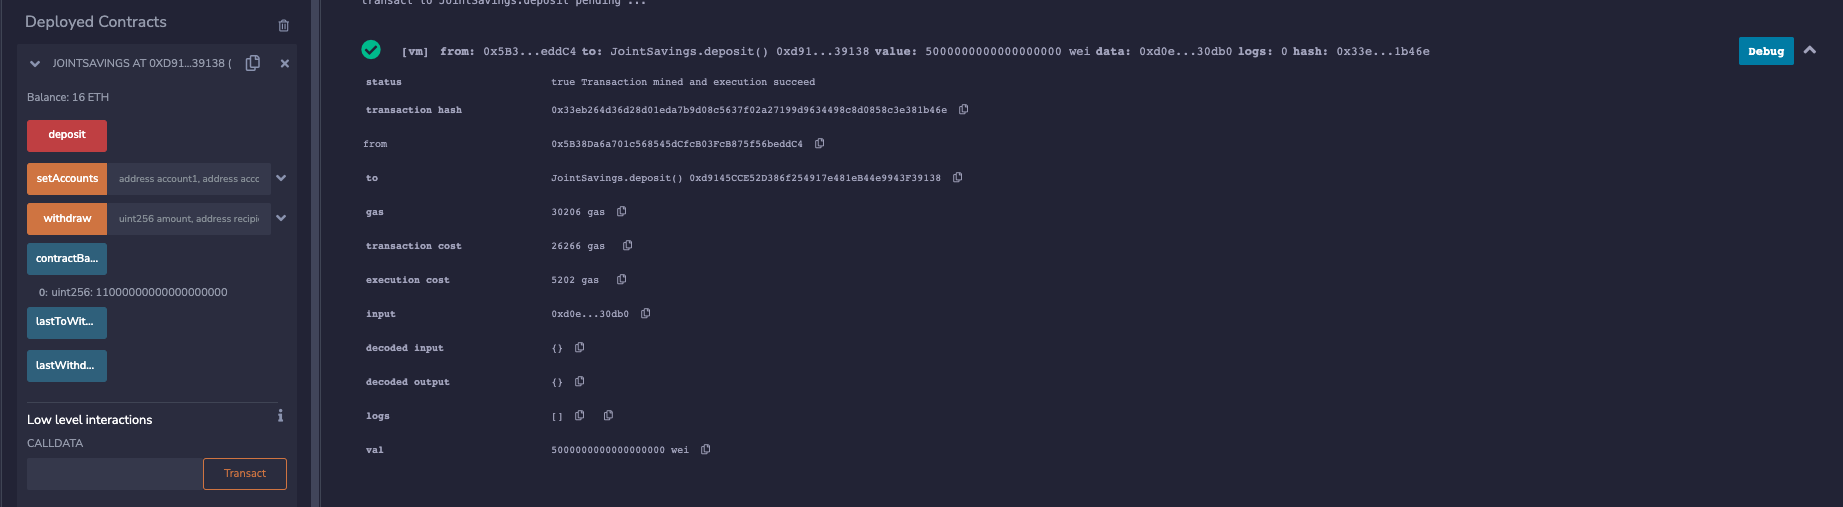 transact to JointSavings.deposit pending ...
Deployed Contracts
JOINTSAVINGS AT 0XD91...39138 (
Balance: 16 ETH
deposit
setAccounts address account1, address acco
withdraw uint256 amount, address recipi
contractBa...
0: uint256: 11000000000000000000
lastToWit...
lastWithd...
Low level interactions
i
CALLDATA
Transact
[vm] from: 0x5B3...eddC4 to: JointSavings.deposit() 0xd91...39138 value: 5000000000000000000 wei data: 0xd0e...30db0 logs: 0 hash: 0x33e...1b46e
Debug
status true Transaction mined and execution succeed
transaction hash 0x33eb264d36d28d01eda7b9d08c5637f02a27199d9634498c8d0858c3e381b46e
from 0x5B38Da6a701c568545dCfcB03FcB875f56beddC4
to JointSavings.deposit() 0xd9145CCE52D386f254917e481eB44e9943F39138
gas 30206 gas
transaction cost 26266 gas
execution cost 5202 gas
input 0xd0e...30db0
decoded input {}
decoded output {}
logs []
val 5000000000000000000 wei